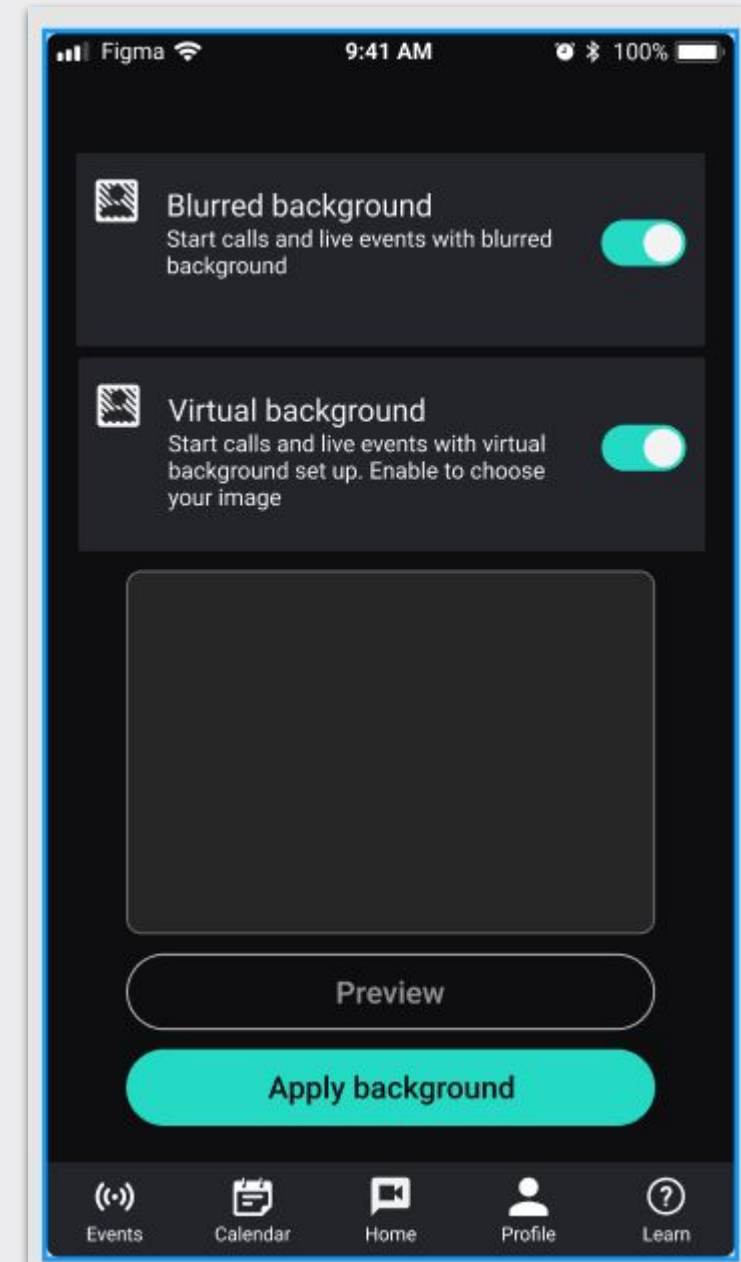 Figma 9:41 AM 100%
Blurred background
Start calls and live events with blurred
background
Virtual background
Start calls and live events with virtual
background set up. Enable to choose
your image
Preview
Apply background
Events Calendar Home Profile Learn